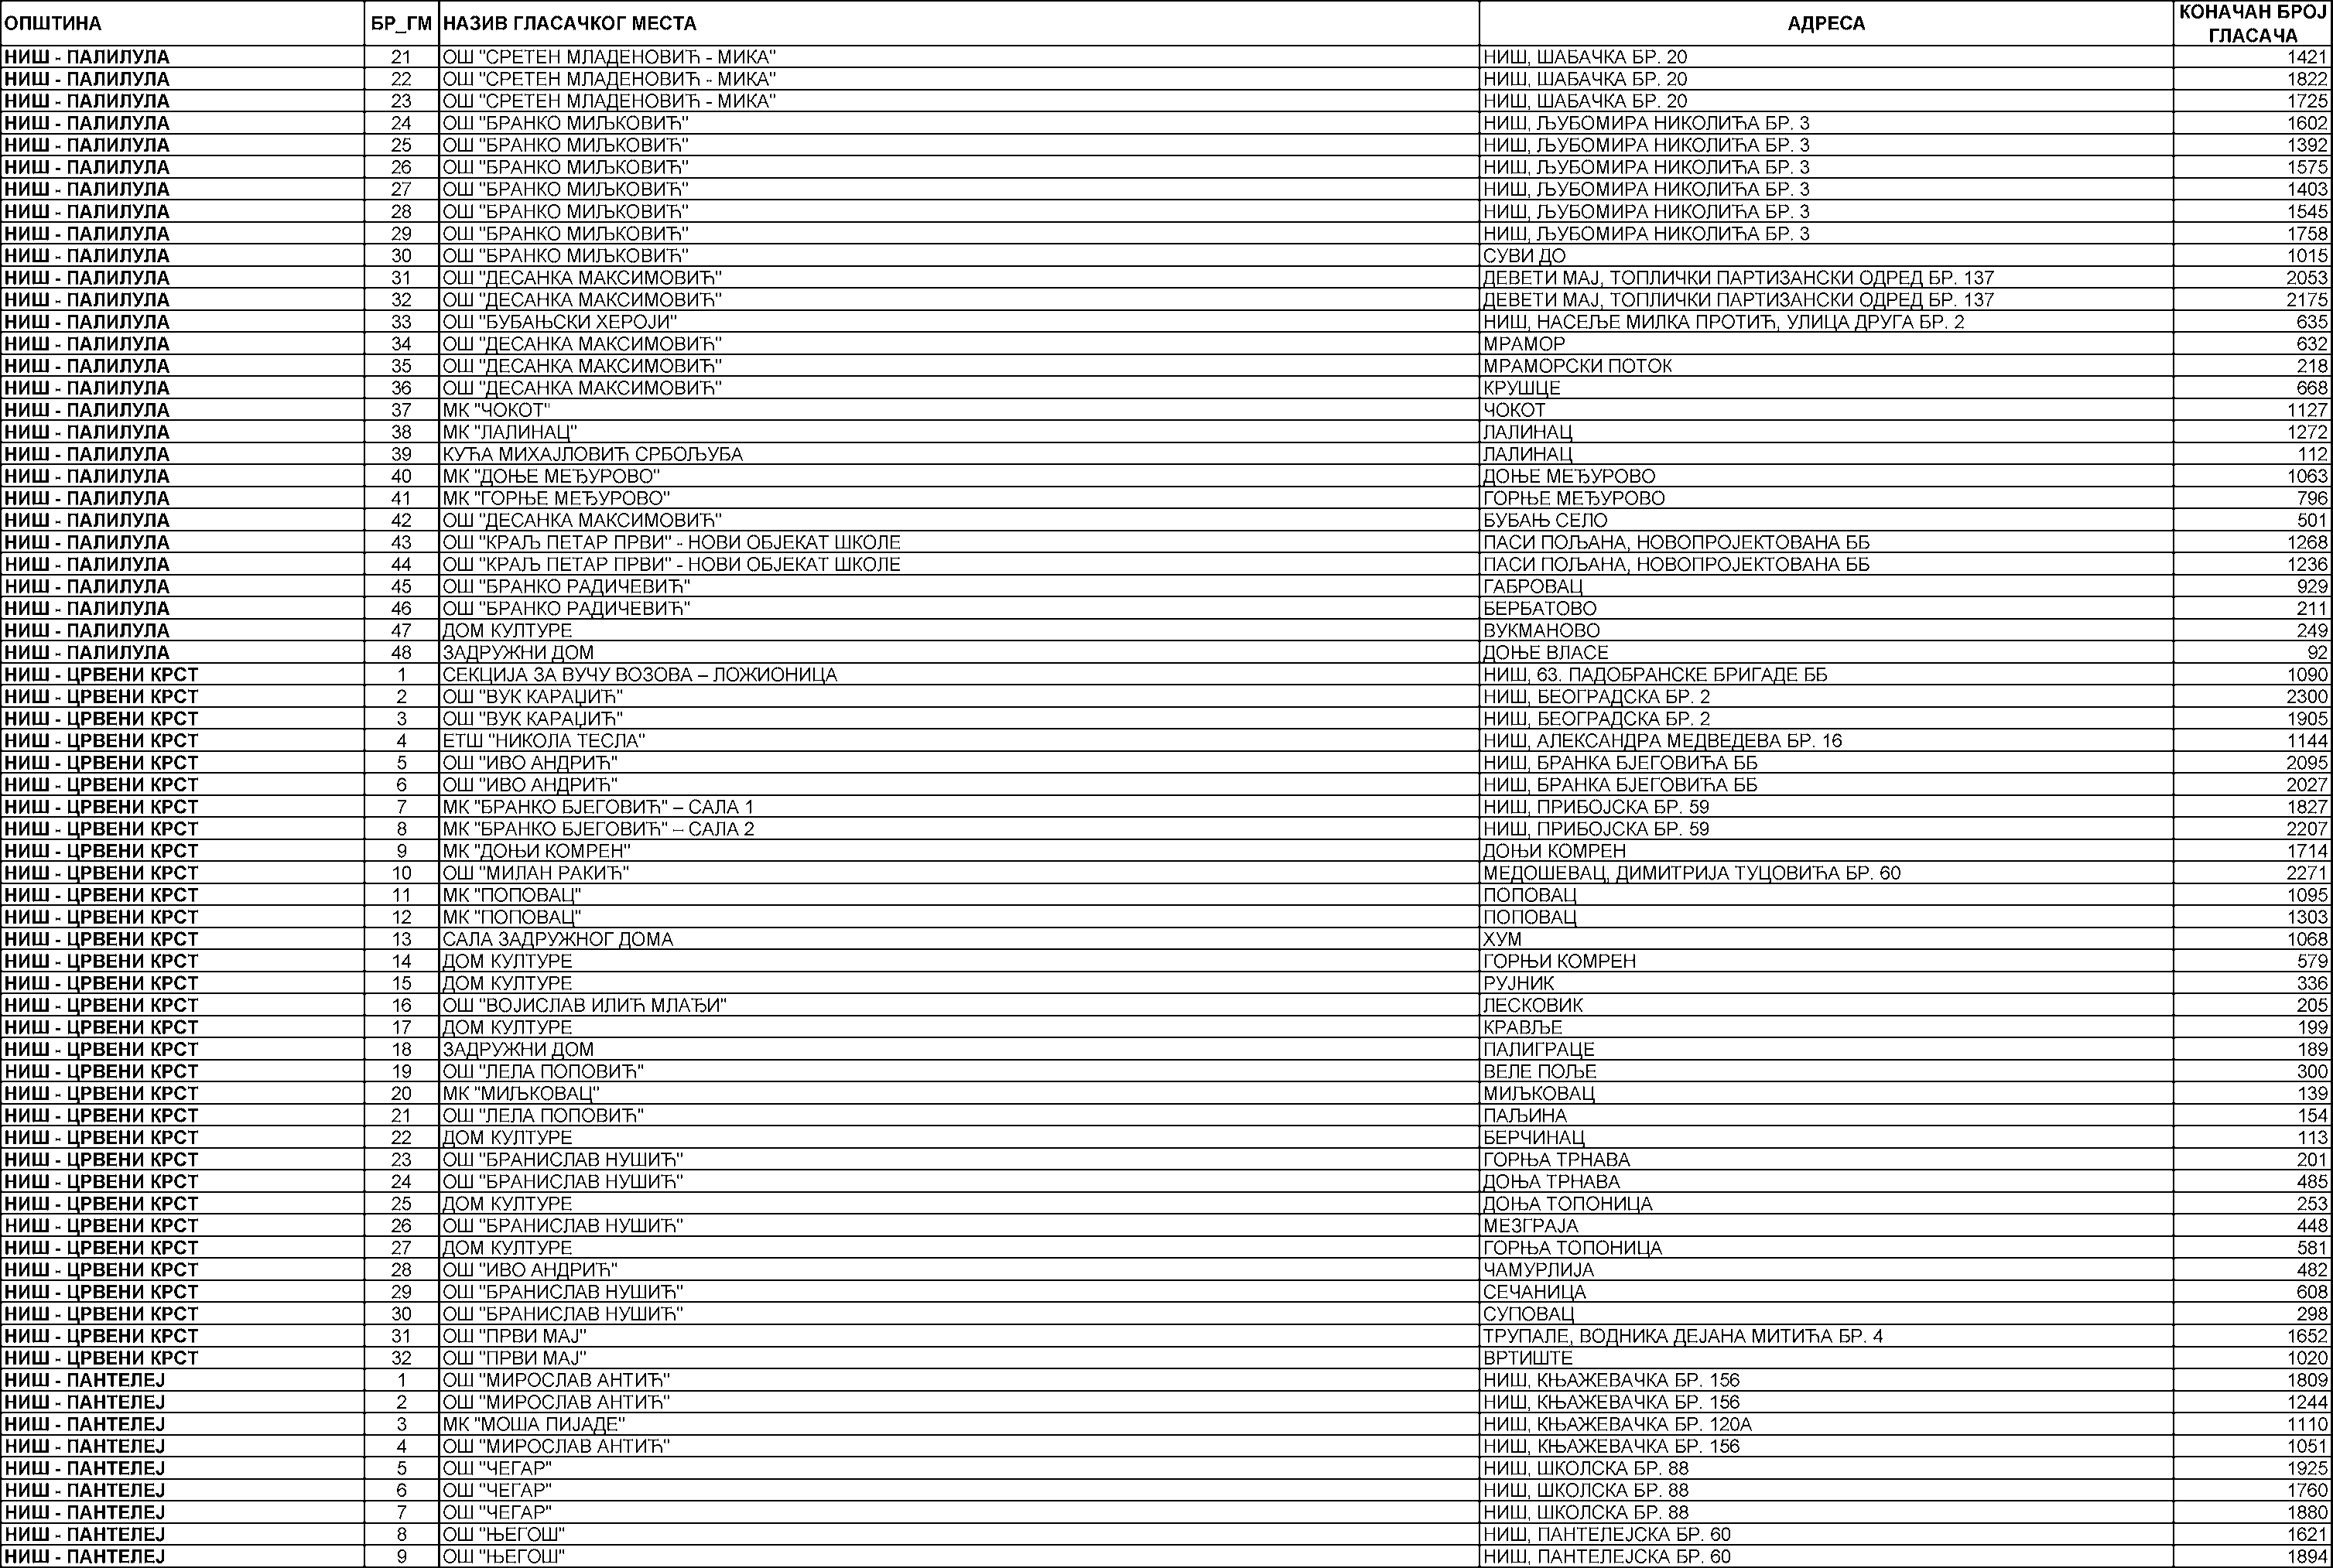 ОПШТИНА БР_ГМ НАЗИВ ГЛАСАЧКОГ МЕСТА АДРЕСА КОНАЧАН БРОЈ ГЛАСАЧА
НИШ - ПАЛИЛУЛА 21 ОШ "СРЕТЕН МЛАДЕНОВИЋ - МИКА" НИШ, ШАБАЧКА БР. 20 1421
НИШ - ПАЛИЛУЛА 22 ОШ "СРЕТЕН МЛАДЕНОВИЋ - МИКА" НИШ, ШАБАЧКА БР. 20 1822
НИШ - ПАЛИЛУЛА 23 ОШ "СРЕТЕН МЛАДЕНОВИЋ - МИКА" НИШ, ШАБАЧКА БР. 20 1725
НИШ - ПАЛИЛУЛА 24 ОШ "БРАНКО МИЉКОВИЋ" НИШ, ЉУБОМИРА НИКОЛИЋА БР. 3 1602
НИШ - ПАЛИЛУЛА 25 ОШ "БРАНКО МИЉКОВИЋ" НИШ, ЉУБОМИРА НИКОЛИЋА БР. 3 1392
НИШ - ПАЛИЛУЛА 26 ОШ "БРАНКО МИЉКОВИЋ" НИШ, ЉУБОМИРА НИКОЛИЋА БР. 3 1575
НИШ - ПАЛИЛУЛА 27 ОШ "БРАНКО МИЉКОВИЋ" НИШ, ЉУБОМИРА НИКОЛИЋА БР. 3 1403
НИШ - ПАЛИЛУЛА 28 ОШ "БРАНКО МИЉКОВИЋ" НИШ, ЉУБОМИРА НИКОЛИЋА БР. 3 1545
НИШ - ПАЛИЛУЛА 29 ОШ "БРАНКО МИЉКОВИЋ" НИШ, ЉУБОМИРА НИКОЛИЋА БР. 3 1758
НИШ - ПАЛИЛУЛА 30 ОШ "БРАНКО МИЉКОВИЋ" СУВИ ДО 1015
НИШ - ПАЛИЛУЛА 31 ОШ "ДЕСАНКА МАКСИМОВИЋ" ДЕВЕТИ МАЈ, ТОПЛИЧКИ ПАРТИЗАНСКИ ОДРЕД БР. 137 2053
НИШ - ПАЛИЛУЛА 32 ОШ "ДЕСАНКА МАКСИМОВИЋ" ДЕВЕТИ МАЈ, ТОПЛИЧКИ ПАРТИЗАНСКИ ОДРЕД БР. 137 2175
НИШ - ПАЛИЛУЛА 33 ОШ "БУБАЊСКИ ХЕРОЈИ" НИШ, НАСЕЉЕ МИЛКА ПРОТИЋ, УЛИЦА ДРУГА БР. 2 635
НИШ - ПАЛИЛУЛА 34 ОШ "ДЕСАНКА МАКСИМОВИЋ" МРАМОР 632
НИШ - ПАЛИЛУЛА 35 ОШ "ДЕСАНКА МАКСИМОВИЋ" МРАМОРСКИ ПОТОК 218
НИШ - ПАЛИЛУЛА 36 ОШ "ДЕСАНКА МАКСИМОВИЋ" КРУШЦЕ 668
НИШ - ПАЛИЛУЛА 37 МК "ЧОКОТ" ЧОКОТ 1127
НИШ - ПАЛИЛУЛА 38 МК "ЛАЛИНАЦ" ЛАЛИНАЦ 1272
НИШ - ПАЛИЛУЛА 39 КУЋА МИХАЈЛОВИЋ СРБОЉУБА ЛАЛИНАЦ 112
НИШ - ПАЛИЛУЛА 40 МК "ДОЊЕ МЕЂУРОВО" ДОЊЕ МЕЂУРОВО 1063
НИШ - ПАЛИЛУЛА 41 МК "ГОРЊЕ МЕЂУРОВО" ГОРЊЕ МЕЂУРОВО 796
НИШ - ПАЛИЛУЛА 42 ОШ "ДЕСАНКА МАКСИМОВИЋ" БУБАЊ СЕЛО 501
НИШ - ПАЛИЛУЛА 43 ОШ "КРАЉ ПЕТАР ПРВИ" - НОВИ ОБЈЕКАТ ШКОЛЕ ПАСИ ПОЉАНА, НОВОПРОЈЕКТОВАНА ББ 1268
НИШ - ПАЛИЛУЛА 44 ОШ "КРАЉ ПЕТАР ПРВИ" - НОВИ ОБЈЕКАТ ШКОЛЕ ПАСИ ПОЉАНА, НОВОПРОЈЕКТОВАНА ББ 1236
НИШ - ПАЛИЛУЛА 45 ОШ "БРАНКО РАДИЧЕВИЋ" ГАБРОВАЦ 929
НИШ - ПАЛИЛУЛА 46 ОШ "БРАНКО РАДИЧЕВИЋ" БЕРБАТОВО 211
НИШ - ПАЛИЛУЛА 47 ДОМ КУЛТУРЕ ВУКМАНОВО 249
НИШ - ПАЛИЛУЛА 48 ЗАДРУЖНИ ДОМ ДОЊЕ ВЛАСЕ 92
НИШ - ЦРВЕНИ КРСТ 1 СЕКЦИЈА ЗА ВУЧУ ВОЗОВА – ЛОЖИОНИЦА НИШ, 63. ПАДОБРАНСКЕ БРИГАДЕ ББ 1090
НИШ - ЦРВЕНИ КРСТ 2 ОШ "ВУК КАРАЏИЋ" НИШ, БЕОГРАДСКА БР. 2 2300
НИШ - ЦРВЕНИ КРСТ 3 ОШ "ВУК КАРАЏИЋ" НИШ, БЕОГРАДСКА БР. 2 1905
НИШ - ЦРВЕНИ КРСТ 4 ЕТШ "НИКОЛА ТЕСЛА" НИШ, АЛЕКСАНДРА МЕДВЕДЕВА БР. 16 1144
НИШ - ЦРВЕНИ КРСТ 5 ОШ "ИВО АНДРИЋ" НИШ, БРАНКА БЈЕГОВИЋА ББ 2095
НИШ - ЦРВЕНИ КРСТ 6 ОШ "ИВО АНДРИЋ" НИШ, БРАНКА БЈЕГОВИЋА ББ 2027
НИШ - ЦРВЕНИ КРСТ 7 МК "БРАНКО БЈЕГОВИЋ" – САЛА 1 НИШ, ПРИБОЈСКА БР. 59 1827
НИШ - ЦРВЕНИ КРСТ 8 МК "БРАНКО БЈЕГОВИЋ" – САЛА 2 НИШ, ПРИБОЈСКА БР. 59 2207
НИШ - ЦРВЕНИ КРСТ 9 МК "ДОЊИ КОМРЕН" ДОЊИ КОМРЕН 1714
НИШ - ЦРВЕНИ КРСТ 10 ОШ "МИЛАН РАКИЋ" МЕДОШЕВАЦ, ДИМИТРИЈА ТУЦОВИЋА БР. 60 2271
НИШ - ЦРВЕНИ КРСТ 11 МК "ПОПОВАЦ" ПОПОВАЦ 1095
НИШ - ЦРВЕНИ КРСТ 12 МК "ПОПОВАЦ" ПОПОВАЦ 1303
НИШ - ЦРВЕНИ КРСТ 13 САЛА ЗАДРУЖНОГ ДОМА ХУМ 1068
НИШ - ЦРВЕНИ КРСТ 14 ДОМ КУЛТУРЕ ГОРЊИ КОМРЕН 579
НИШ - ЦРВЕНИ КРСТ 15 ДОМ КУЛТУРЕ РУЈНИК 336
НИШ - ЦРВЕНИ КРСТ 16 ОШ "ВОЈИСЛАВ ИЛИЋ МЛАЂИ" ЛЕСКОВИК 205
НИШ - ЦРВЕНИ КРСТ 17 ДОМ КУЛТУРЕ КРАВЉЕ 199
НИШ - ЦРВЕНИ КРСТ 18 ЗАДРУЖНИ ДОМ ПАЛИГРАЦЕ 189
НИШ - ЦРВЕНИ КРСТ 19 ОШ "ЛЕЛА ПОПОВИЋ" ВЕЛЕ ПОЉЕ 300
НИШ - ЦРВЕНИ КРСТ 20 МК "МИЉКОВАЦ" МИЉКОВАЦ 139
НИШ - ЦРВЕНИ КРСТ 21 ОШ "ЛЕЛА ПОПОВИЋ" ПАЉИНА 154
НИШ - ЦРВЕНИ КРСТ 22 ДОМ КУЛТУРЕ БЕРЧИНАЦ 113
НИШ - ЦРВЕНИ КРСТ 23 ОШ "БРАНИСЛАВ НУШИЋ" ГОРЊА ТРНАВА 201
НИШ - ЦРВЕНИ КРСТ 24 ОШ "БРАНИСЛАВ НУШИЋ" ДОЊА ТРНАВА 485
НИШ - ЦРВЕНИ КРСТ 25 ДОМ КУЛТУРЕ ДОЊА ТОПОНИЦА 253
НИШ - ЦРВЕНИ КРСТ 26 ОШ "БРАНИСЛАВ НУШИЋ" МЕЗГРАЈА 448
НИШ - ЦРВЕНИ КРСТ 27 ДОМ КУЛТУРЕ ГОРЊА ТОПОНИЦА 581
НИШ - ЦРВЕНИ КРСТ 28 ОШ "ИВО АНДРИЋ" ЧАМУРЛИЈА 482
НИШ - ЦРВЕНИ КРСТ 29 ОШ "БРАНИСЛАВ НУШИЋ" СЕЧАНИЦА 608
НИШ - ЦРВЕНИ КРСТ 30 ОШ "БРАНИСЛАВ НУШИЋ" СУПОВАЦ 298
НИШ - ЦРВЕНИ КРСТ 31 ОШ "ПРВИ МАЈ" ТРУПАЛЕ, ВОДНИКА ДЕЈАНА МИТИЋА БР. 4 1652
НИШ - ЦРВЕНИ КРСТ 32 ОШ "ПРВИ МАЈ" ВРТИШТЕ 1020
НИШ - ПАНТЕЛЕЈ 1 ОШ "МИРОСЛАВ АНТИЋ" НИШ, КЊАЖЕВАЧКА БР. 156 1809
НИШ - ПАНТЕЛЕЈ 2 ОШ "МИРОСЛАВ АНТИЋ" НИШ, КЊАЖЕВАЧКА БР. 156 1244
НИШ - ПАНТЕЛЕЈ 3 МК "МОША ПИЈАДЕ" НИШ, КЊАЖЕВАЧКА БР. 120А 1110
НИШ - ПАНТЕЛЕЈ 4 ОШ "МИРОСЛАВ АНТИЋ" НИШ, КЊАЖЕВАЧКА БР. 156 1051
НИШ - ПАНТЕЛЕЈ 5 ОШ "ЧЕГАР" НИШ, ШКОЛСКА БР. 88 1925
НИШ - ПАНТЕЛЕЈ 6 ОШ "ЧЕГАР" НИШ, ШКОЛСКА БР. 88 1760
НИШ - ПАНТЕЛЕЈ 7 ОШ "ЧЕГАР" НИШ, ШКОЛСКА БР. 88 1880
НИШ - ПАНТЕЛЕЈ 8 ОШ "ЊЕГОШ" НИШ, ПАНТЕЛЕЈСКА БР. 60 1621
НИШ - ПАНТЕЛЕЈ 9 ОШ "ЊЕГОШ" НИШ, ПАНТЕЛЕЈСКА БР. 60 1894